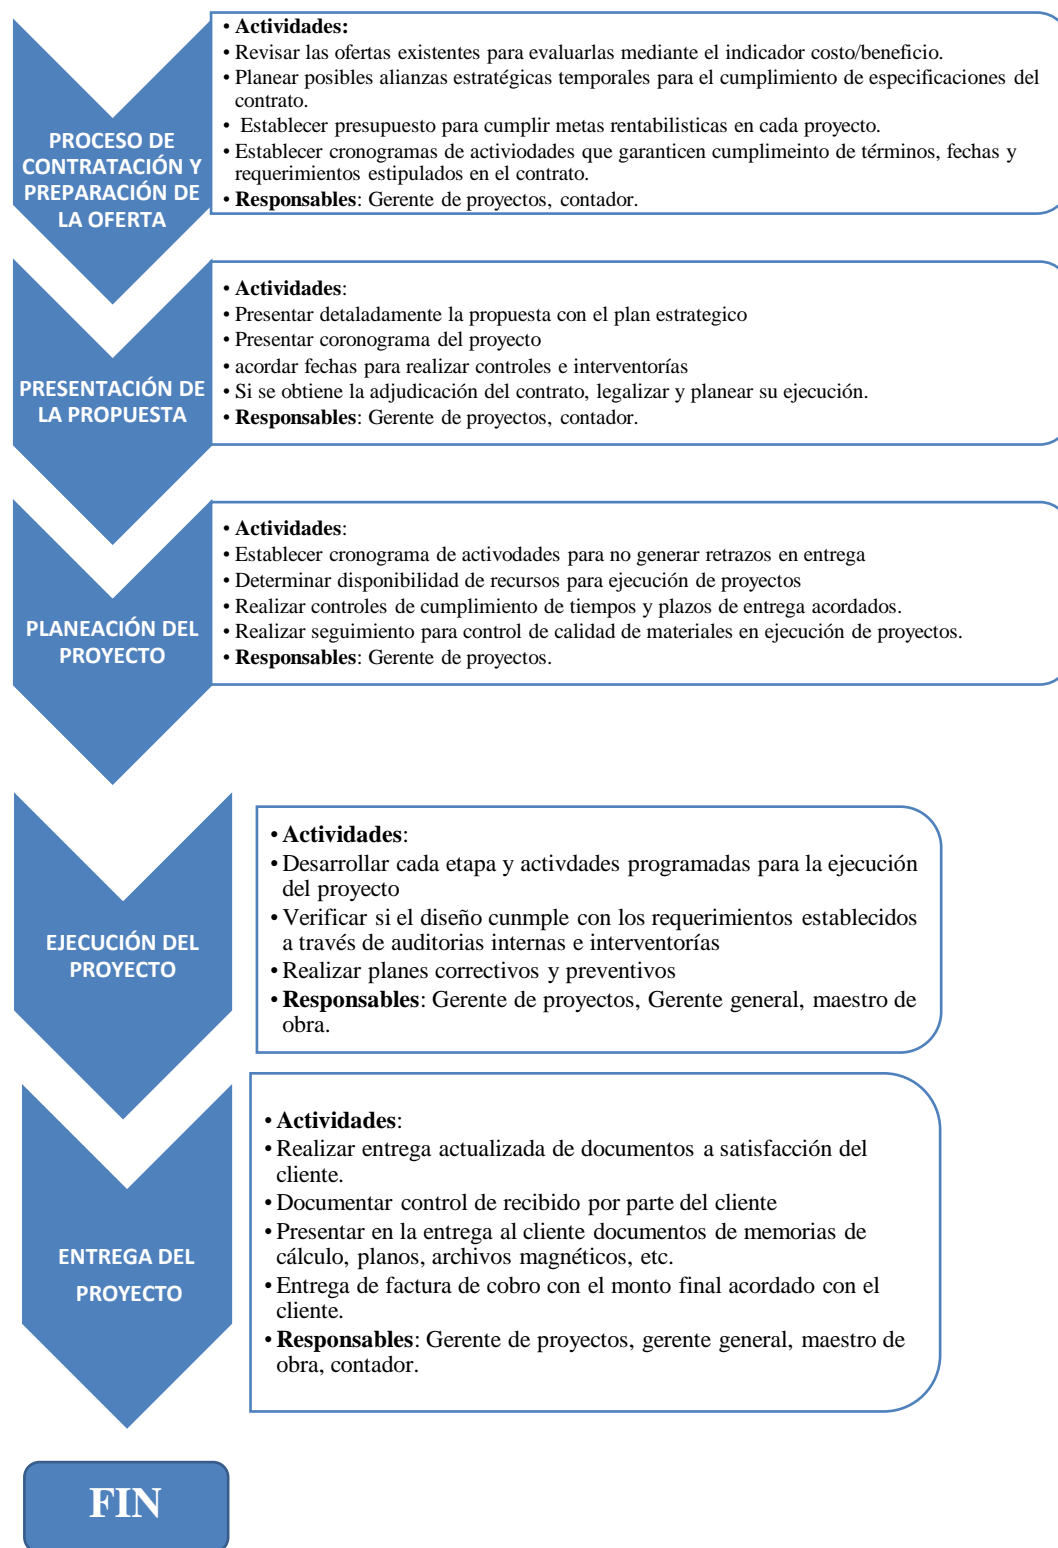 PROCESO DE
CONTRATACIÓN Y
PREPARACIÓN DE
LA OFERTA
• Actividades:
• Revisar las ofertas existentes para evaluarlas mediante el indicador costo/beneficio.
• Planear posibles alianzas estratégicas temporales para el cumplimiento de especificaciones del
contrato.
• Establecer presupuesto para cumplir metas rentabilisticas en cada proyecto.
• Establecer cronogramas de activiodades que garanticen cumplimeinto de términos, fechas y
requerimientos estipulados en el contrato.
• Responsables: Gerente de proyectos, contador.
PRESENTACIÓN DE
LA PROPUESTA
• Actividades:
• Presentar detaladamente la propuesta con el plan estrategico
• Presentar coronograma del proyecto
• acordar fechas para realizar controles e interventorías
• Si se obtiene la adjudicación del contrato, legalizar y planear su ejecución.
• Responsables: Gerente de proyectos, contador.
PLANEACIÓN DEL
PROYECTO
• Actividades:
• Establecer cronograma de activodades para no generar retrazos en entrega
• Determinar disponibilidad de recursos para ejecución de proyectos
• Realizar controles de cumplimiento de tiempos y plazos de entrega acordados.
• Realizar seguimiento para control de calidad de materiales en ejecución de proyectos.
• Responsables: Gerente de proyectos.
EJECUCIÓN DEL
PROYECTO
• Actividades:
• Desarrollar cada etapa y activdades programadas para la ejecución
del proyecto
• Verificar si el diseño cunmple con los requerimientos establecidos
a través de auditorias internas e interventorías
• Realizar planes correctivos y preventivos
• Responsables: Gerente de proyectos, Gerente general, maestro de
obra.
ENTREGA DEL
PROYECTO
• Actividades:
• Realizar entrega actualizada de documentos a satisfacción del
cliente.
• Documentar control de recibido por parte del cliente
• Presentar en la entrega al cliente documentos de memorias de
cálculo, planos, archivos magnéticos, etc.
• Entrega de factura de cobro con el monto final acordado con el
cliente.
• Responsables: Gerente de proyectos, gerente general, maestro de
obra, contador.
FIN